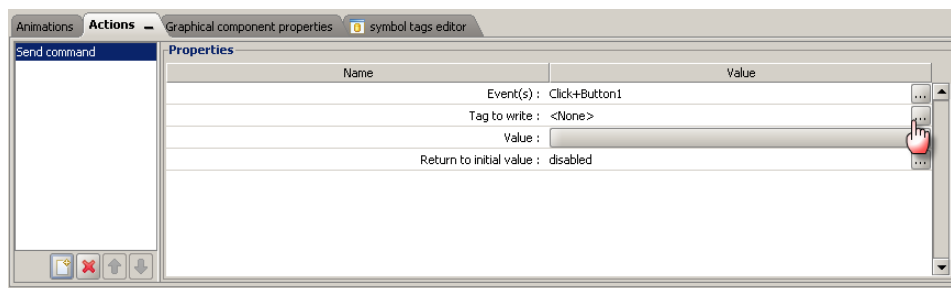 Animations Actions Graphical component properties symbol tags editor
Send command
Properties
Name Value
Event(s) : Click+Button1 ...
Tag to write : <None> ...
Value :
Return to initial value : disabled ...